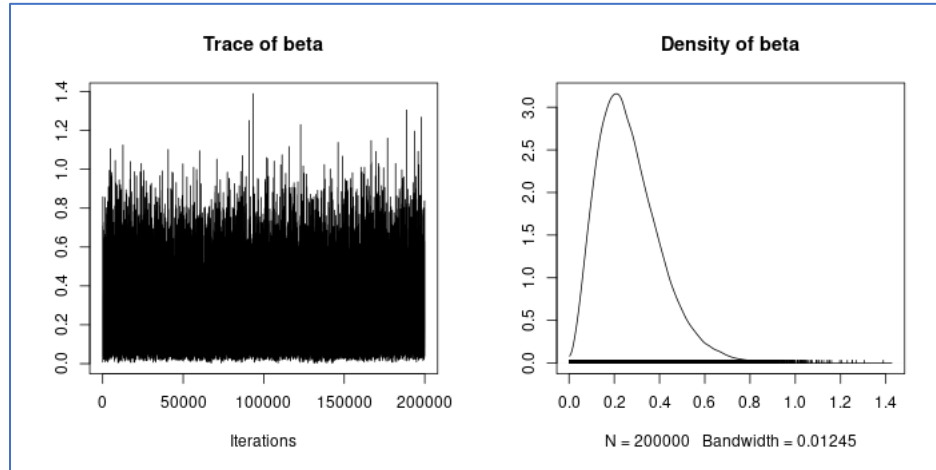 Trace of beta
1.4
1.2
1.0
0.8
0.6
0.4
0.2
0.0
0 50000 100000 150000 200000
Iterations
Density of beta
3.0
2.5
2.0
1.5
1.0
0.5
0.0
0.0 0.2 0.4 0.6 0.8 1.0 1.2 1.4
N = 200000 Bandwidth = 0.01245